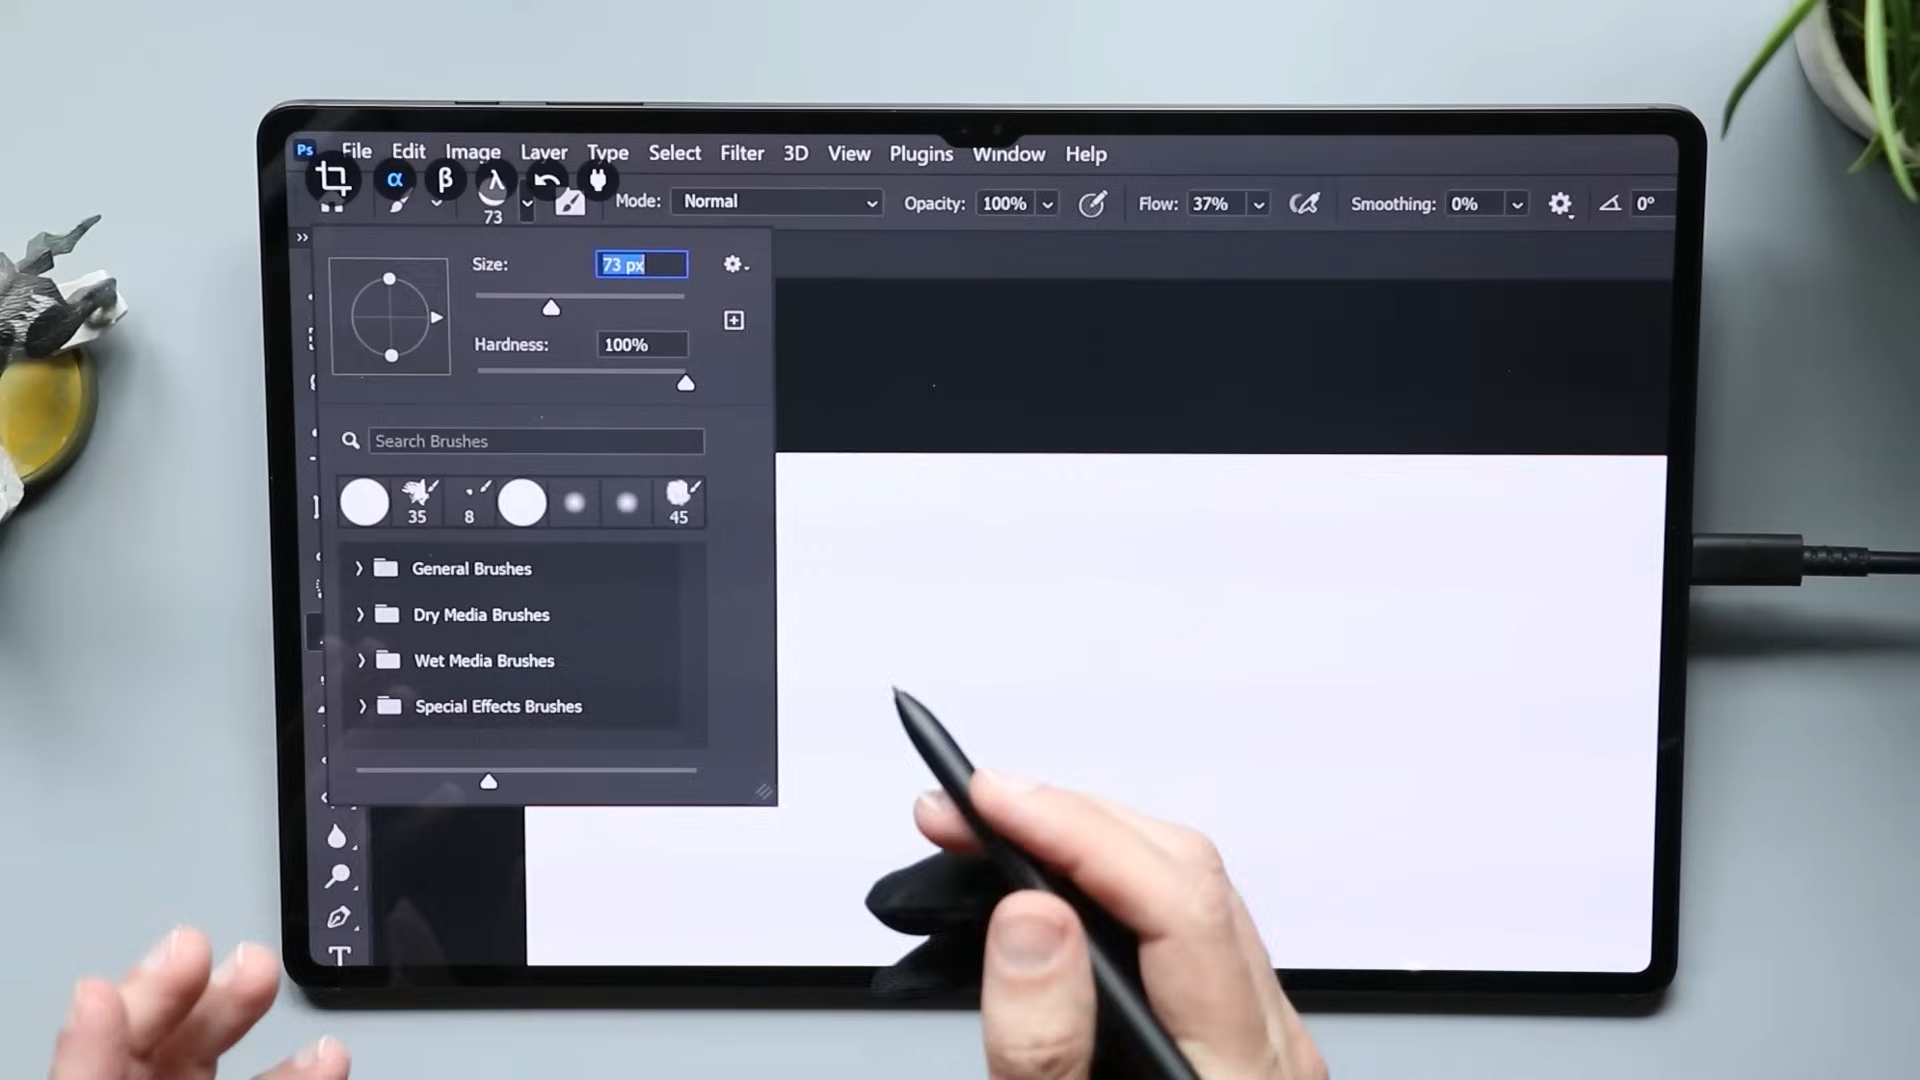 Ps File Edit Image Layer Type Select Filter 3D View Plugins Window Help
α β λ
73 Mode: Normal Opacity: 100% Flow: 37% Smoothing: 0% 0°
Size: 73 px
Hardness: 100%
Search Brushes
35 8 45
General Brushes
Dry Media Brushes
Wet Media Brushes
Special Effects Brushes
T